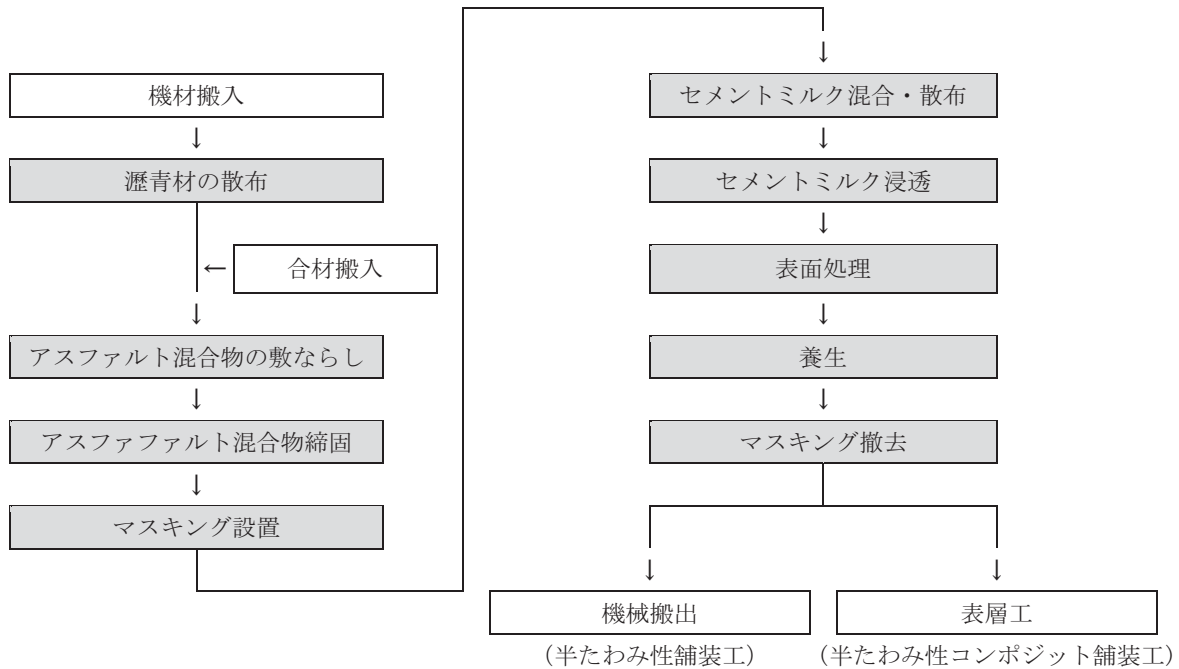 機材搬入
↓
瀝青材の散布
← 合材搬入
↓
アスファルト混合物の敷ならし
↓
アスファファルト混合物締固
↓
マスキング設置
↓
セメントミルク混合・散布
↓
セメントミルク浸透
↓
表面処理
↓
養生
↓
マスキング撤去
↓ ↓
機械搬出 表層工
（半たわみ性舗装工） （半たわみ性コンポジット舗装工）